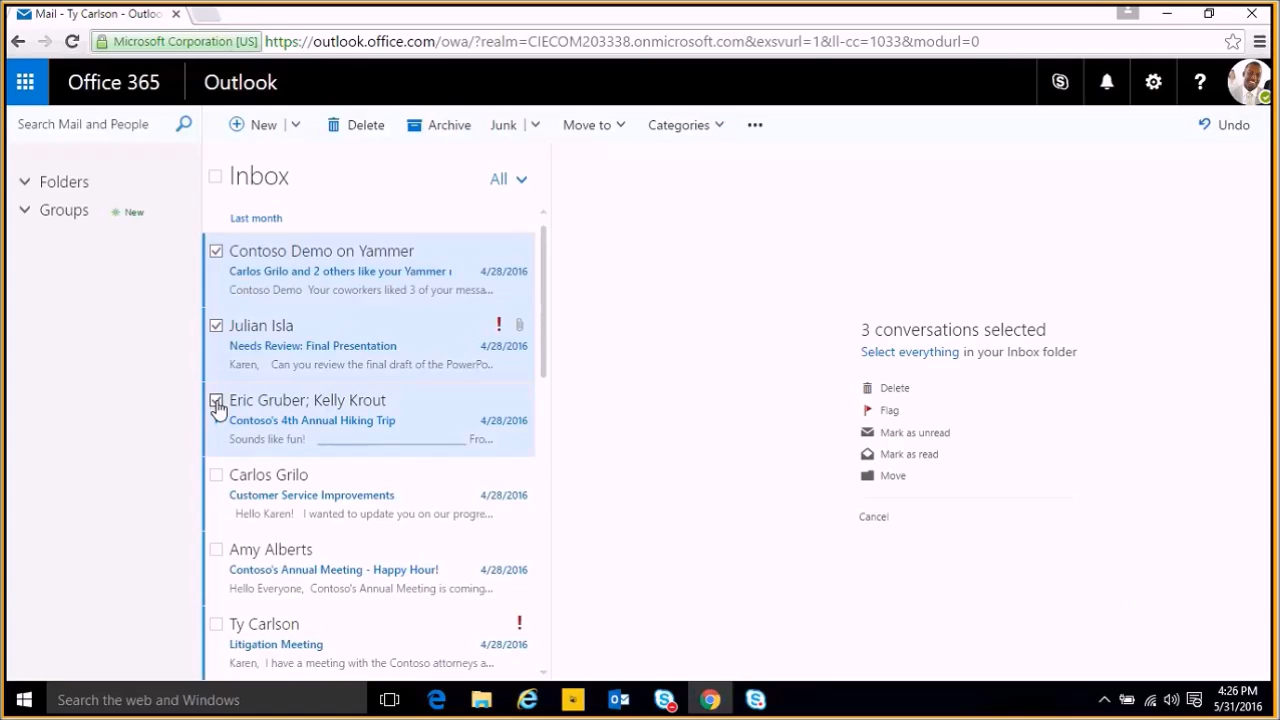 Mail - Ty Carlson - Outloo
Microsoft Corporation [US] https://outlook.office.com/owa/?realm=CIECOM203338.onmicrosoft.com&exsvurl=1&ll-cc=1033&modurl=0
Office 365 Outlook ?
Search Mail and People New Delete Archive Junk Move to Categories ••• Undo
Folders
Groups New
Inbox All
Last month
Contoso Demo on Yammer
Carlos Grilo and 2 others like your Yammer 4/28/2016
Contoso Demo Your coworkers liked 3 of your messa...
Julian Isla !
Needs Review: Final Presentation 4/28/2016
Karen, Can you review the final draft of the PowerPo...
Eric Gruber; Kelly Krout
Contoso's 4th Annual Hiking Trip 4/28/2016
Sounds like fun! ____________________ Fro...
Carlos Grilo
Customer Service Improvements 4/28/2016
Hello Karen! I wanted to update you on our progre...
Amy Alberts
Contoso's Annual Meeting - Happy Hour! 4/28/2016
Hello Everyone, Contoso's Annual Meeting is coming...
Ty Carlson !
Litigation Meeting 4/28/2016
Karen, I have a meeting with the Contoso attorneys a...
3 conversations selected
Select everything in your Inbox folder
Delete
Flag
Mark as unread
Mark as read
Move
Cancel
Search the web and Windows
4:26 PM
5/31/2016